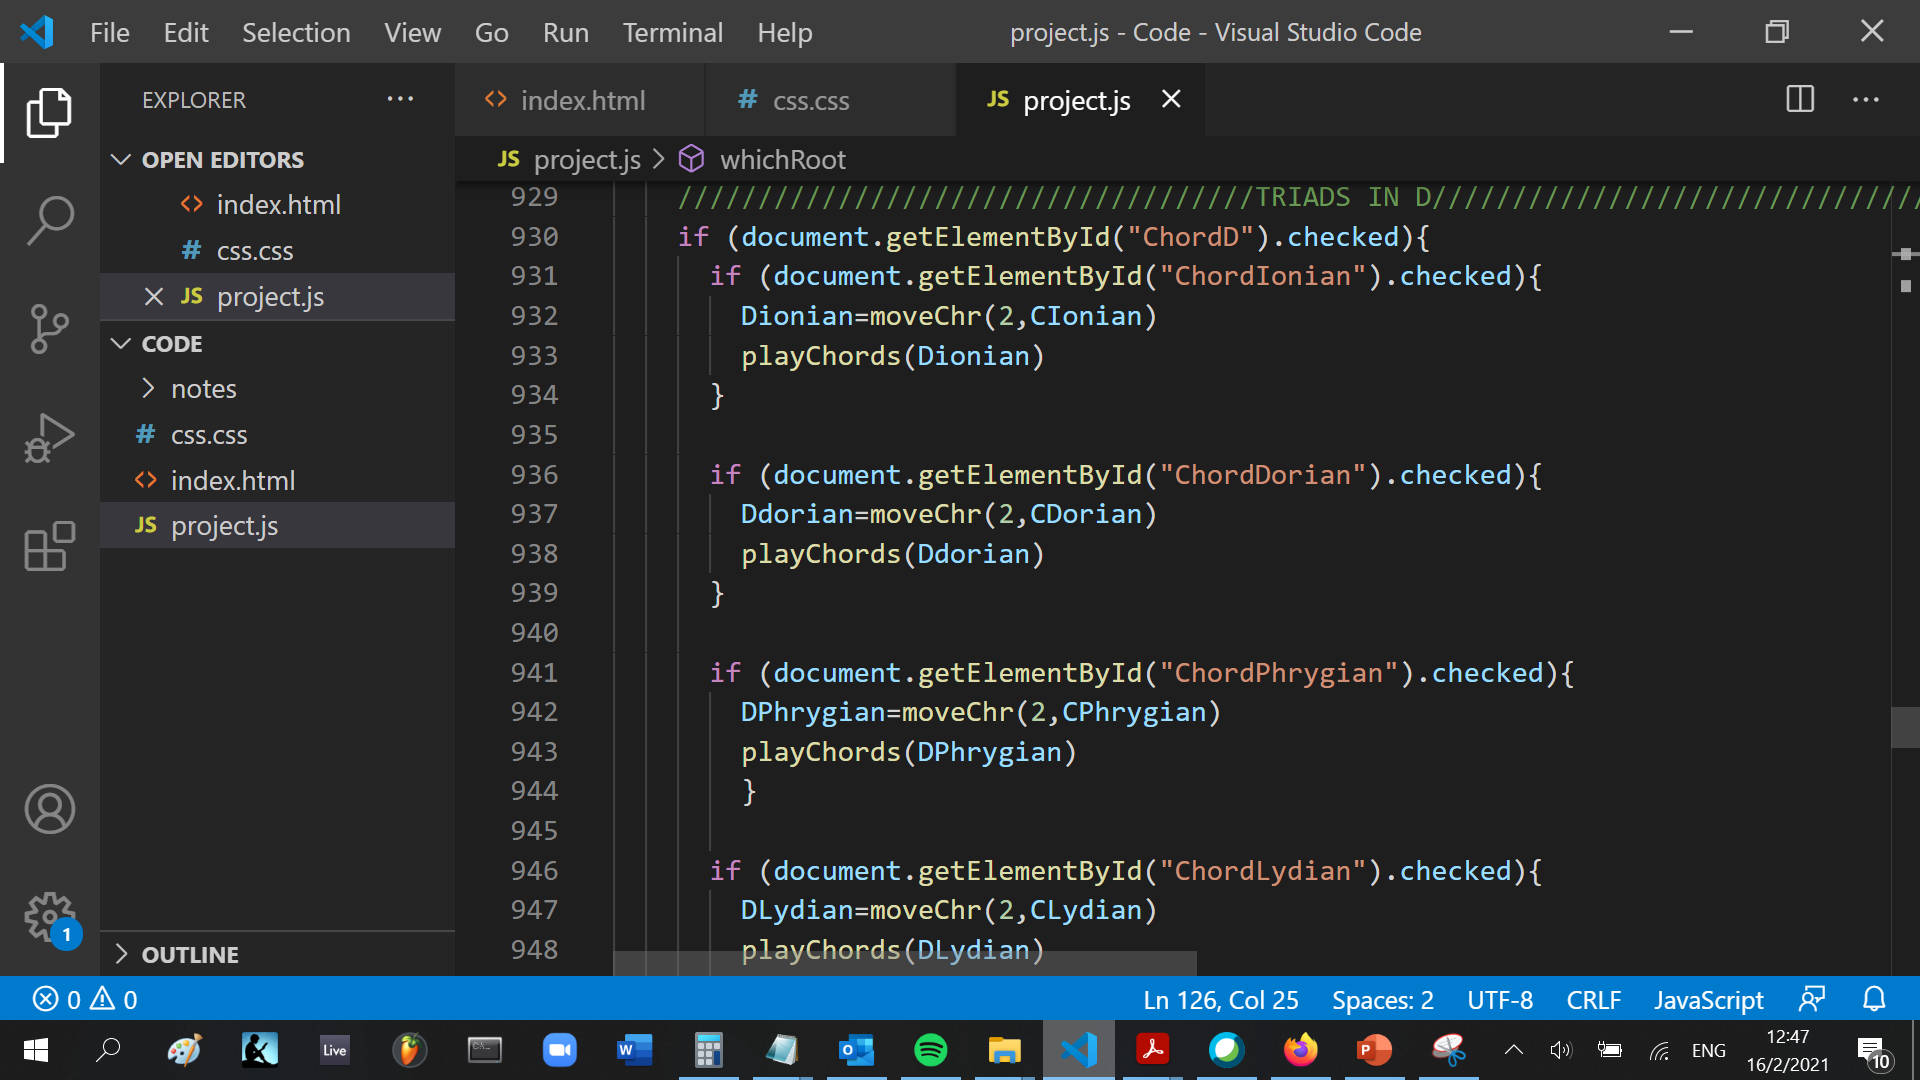 File Edit Selection View Go Run Terminal Help project.js - Code - Visual Studio Code
EXPLORER
OPEN EDITORS
index.html
# css.css
JS project.js
CODE
notes
# css.css
index.html
JS project.js
OUTLINE
index.html # css.css JS project.js
JS project.js > whichRoot
929 ////////////////////////////////////TRIADS IN D///////////////////////////////
930 if (document.getElementById("ChordD").checked){
931 if (document.getElementById("ChordIonian").checked){
932 Dionian=moveChr(2,CIonian)
933 playChords(Dionian)
934 }
935
936 if (document.getElementById("ChordDorian").checked){
937 Ddorian=moveChr(2,CDorian)
938 playChords(Ddorian)
939 }
940
941 if (document.getElementById("ChordPhrygian").checked){
942 DPhrygian=moveChr(2,CPhrygian)
943 playChords(DPhrygian)
944 }
945
946 if (document.getElementById("ChordLydian").checked){
947 DLydian=moveChr(2,CLydian)
948 playChords(DLydian)
1
0 0 Ln 126, Col 25 Spaces: 2 UTF-8 CRLF JavaScript
Live W O P ENG 12:47
16/2/2021
10